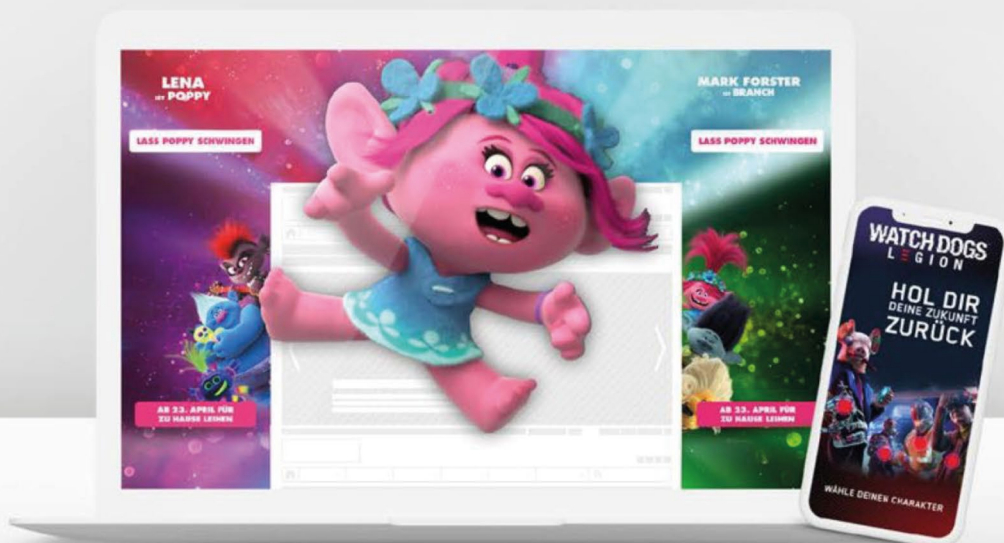 LENA
IST POPPY
LASS POPPY SCHWINGEN
AB 23. APRIL FÜR
ZU HAUSE LEIHEN
MARK FORSTER
IST BRANCH
LASS POPPY SCHWINGEN
AB 23. APRIL FÜR
ZU HAUSE LEIHEN
WATCH DOGS
LEGION
HOL DIR
DEINE ZUKUNFT
ZURÜCK
WÄHLE DEINEN CHARAKTER